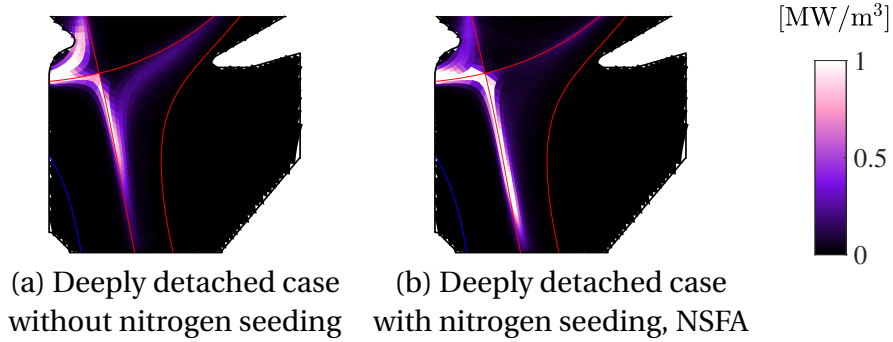 [MW/m³]
1
0.5
0
(a) Deeply detached case
without nitrogen seeding
(b) Deeply detached case
with nitrogen seeding, NSFA